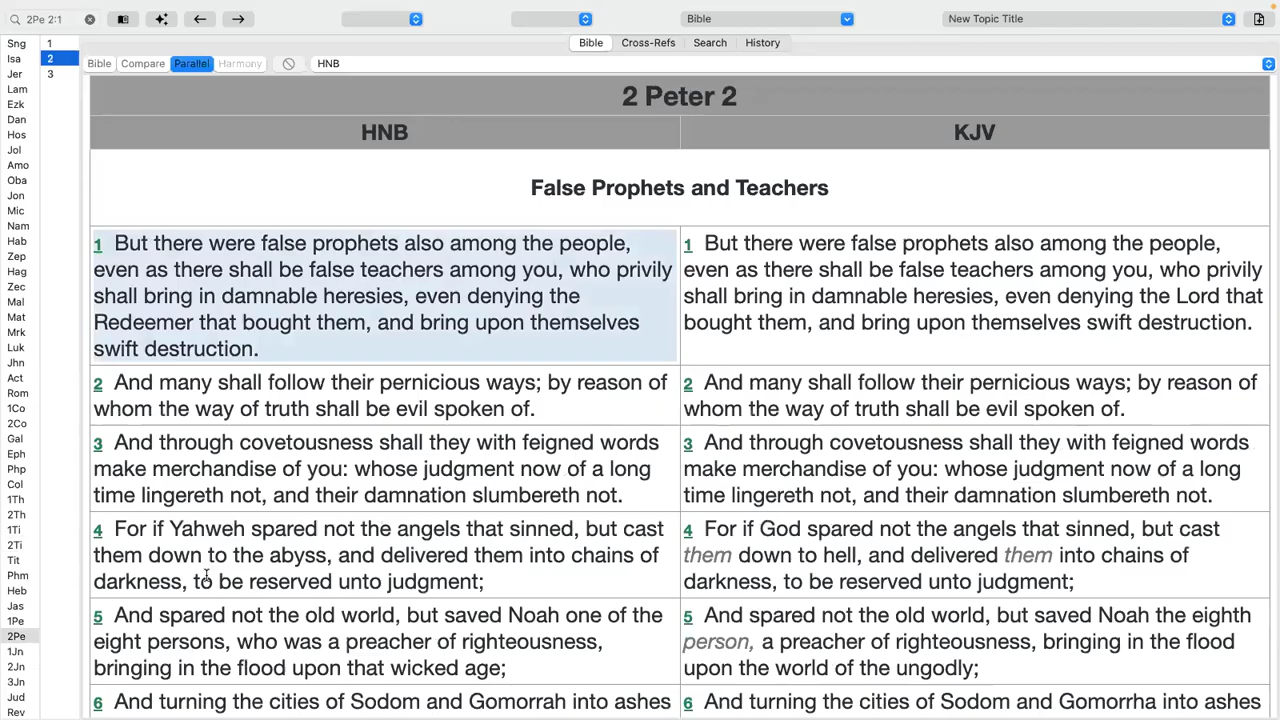 2Pe 2:1
Bible
New Topic Title
Bible
Cross-Refs
Search
History
Bible
Compare
Parallel
Harmony
HNB
Sng
Isa
Jer
Lam
Ezk
Dan
Hos
Jol
Amo
Oba
Jon
Mic
Nam
Hab
Zep
Hag
Zec
Mal
Mat
Mrk
Luk
Jhn
Act
Rom
1Co
2Co
Gal
Eph
Php
Col
1Th
2Th
1Ti
2Ti
Tit
Phm
Heb
Jas
1Pe
2Pe
1Jn
2Jn
3Jn
Jud
Rev
1
2
3
2 Peter 2
HNB
KJV
False Prophets and Teachers
1 But there were false prophets also among the people,
even as there shall be false teachers among you, who privily
shall bring in damnable heresies, even denying the
Redeemer that bought them, and bring upon themselves
swift destruction.
1 But there were false prophets also among the people,
even as there shall be false teachers among you, who privily
shall bring in damnable heresies, even denying the Lord that
bought them, and bring upon themselves swift destruction.
2 And many shall follow their pernicious ways; by reason of
whom the way of truth shall be evil spoken of.
2 And many shall follow their pernicious ways; by reason of
whom the way of truth shall be evil spoken of.
3 And through covetousness shall they with feigned words
make merchandise of you: whose judgment now of a long
time lingereth not, and their damnation slumbereth not.
3 And through covetousness shall they with feigned words
make merchandise of you: whose judgment now of a long
time lingereth not, and their damnation slumbereth not.
4 For if Yahweh spared not the angels that sinned, but cast
them down to the abyss, and delivered them into chains of
darkness, to be reserved unto judgment;
4 For if God spared not the angels that sinned, but cast
them down to hell, and delivered them into chains of
darkness, to be reserved unto judgment;
5 And spared not the old world, but saved Noah one of the
eight persons, who was a preacher of righteousness,
bringing in the flood upon that wicked age;
5 And spared not the old world, but saved Noah the eighth
person, a preacher of righteousness, bringing in the flood
upon the world of the ungodly;
6 And turning the cities of Sodom and Gomorrah into ashes
6 And turning the cities of Sodom and Gomorrha into ashes